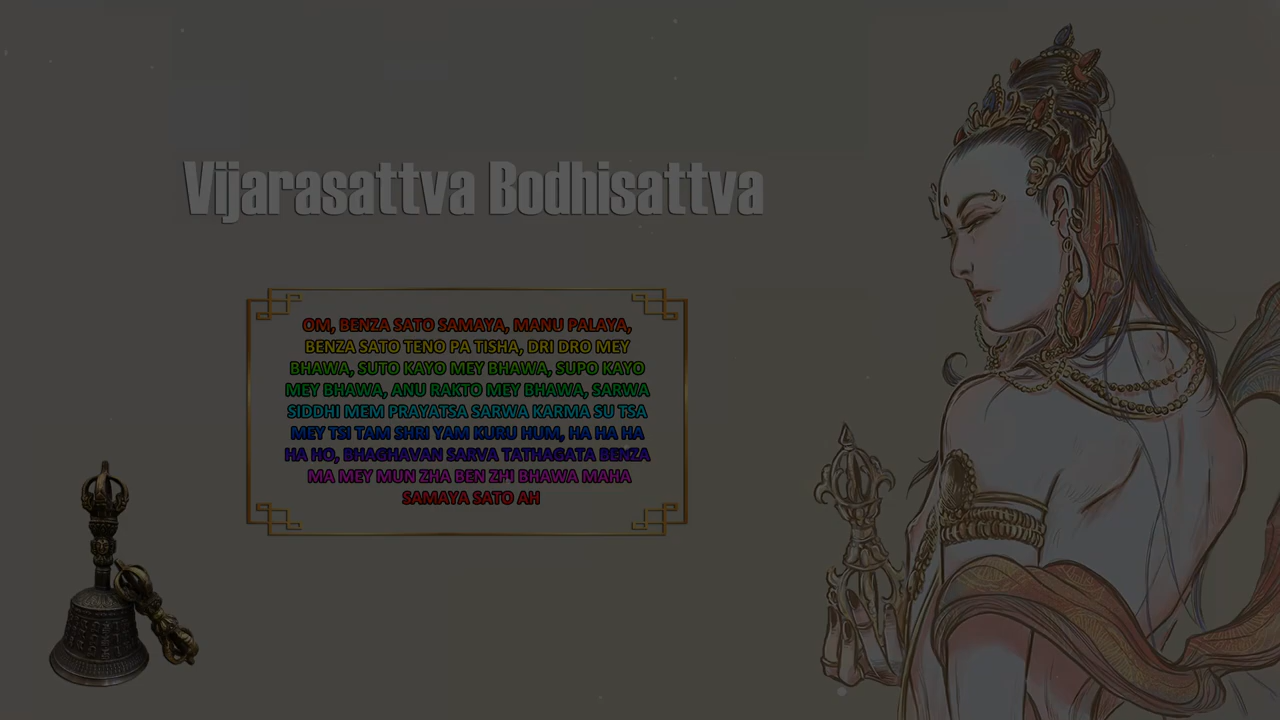 Vijarasattva Bodhisattva
OM, BENZA SATO SAMAYA, MANU PALAYA,
BENZA SATO TENO PA TISHA, DRI DRO MEY
BHAWA, SUTO KAYO MEY BHAWA, SUPO KAYO
MEY BHAWA, ANU RAKTO MEY BHAWA, SARWA
SIDDHI MEM PRAYATSA SARWA KARMA SU TSA
MEY TSI TAM SHRI YAM KURU HUM, HA HA HA
HA HO, BHAGHAVAN SARVA TATHAGATA BENZA
MA MEY MUN ZHA BEN ZHI BHAWA MAHA
SAMAYA SATO AH